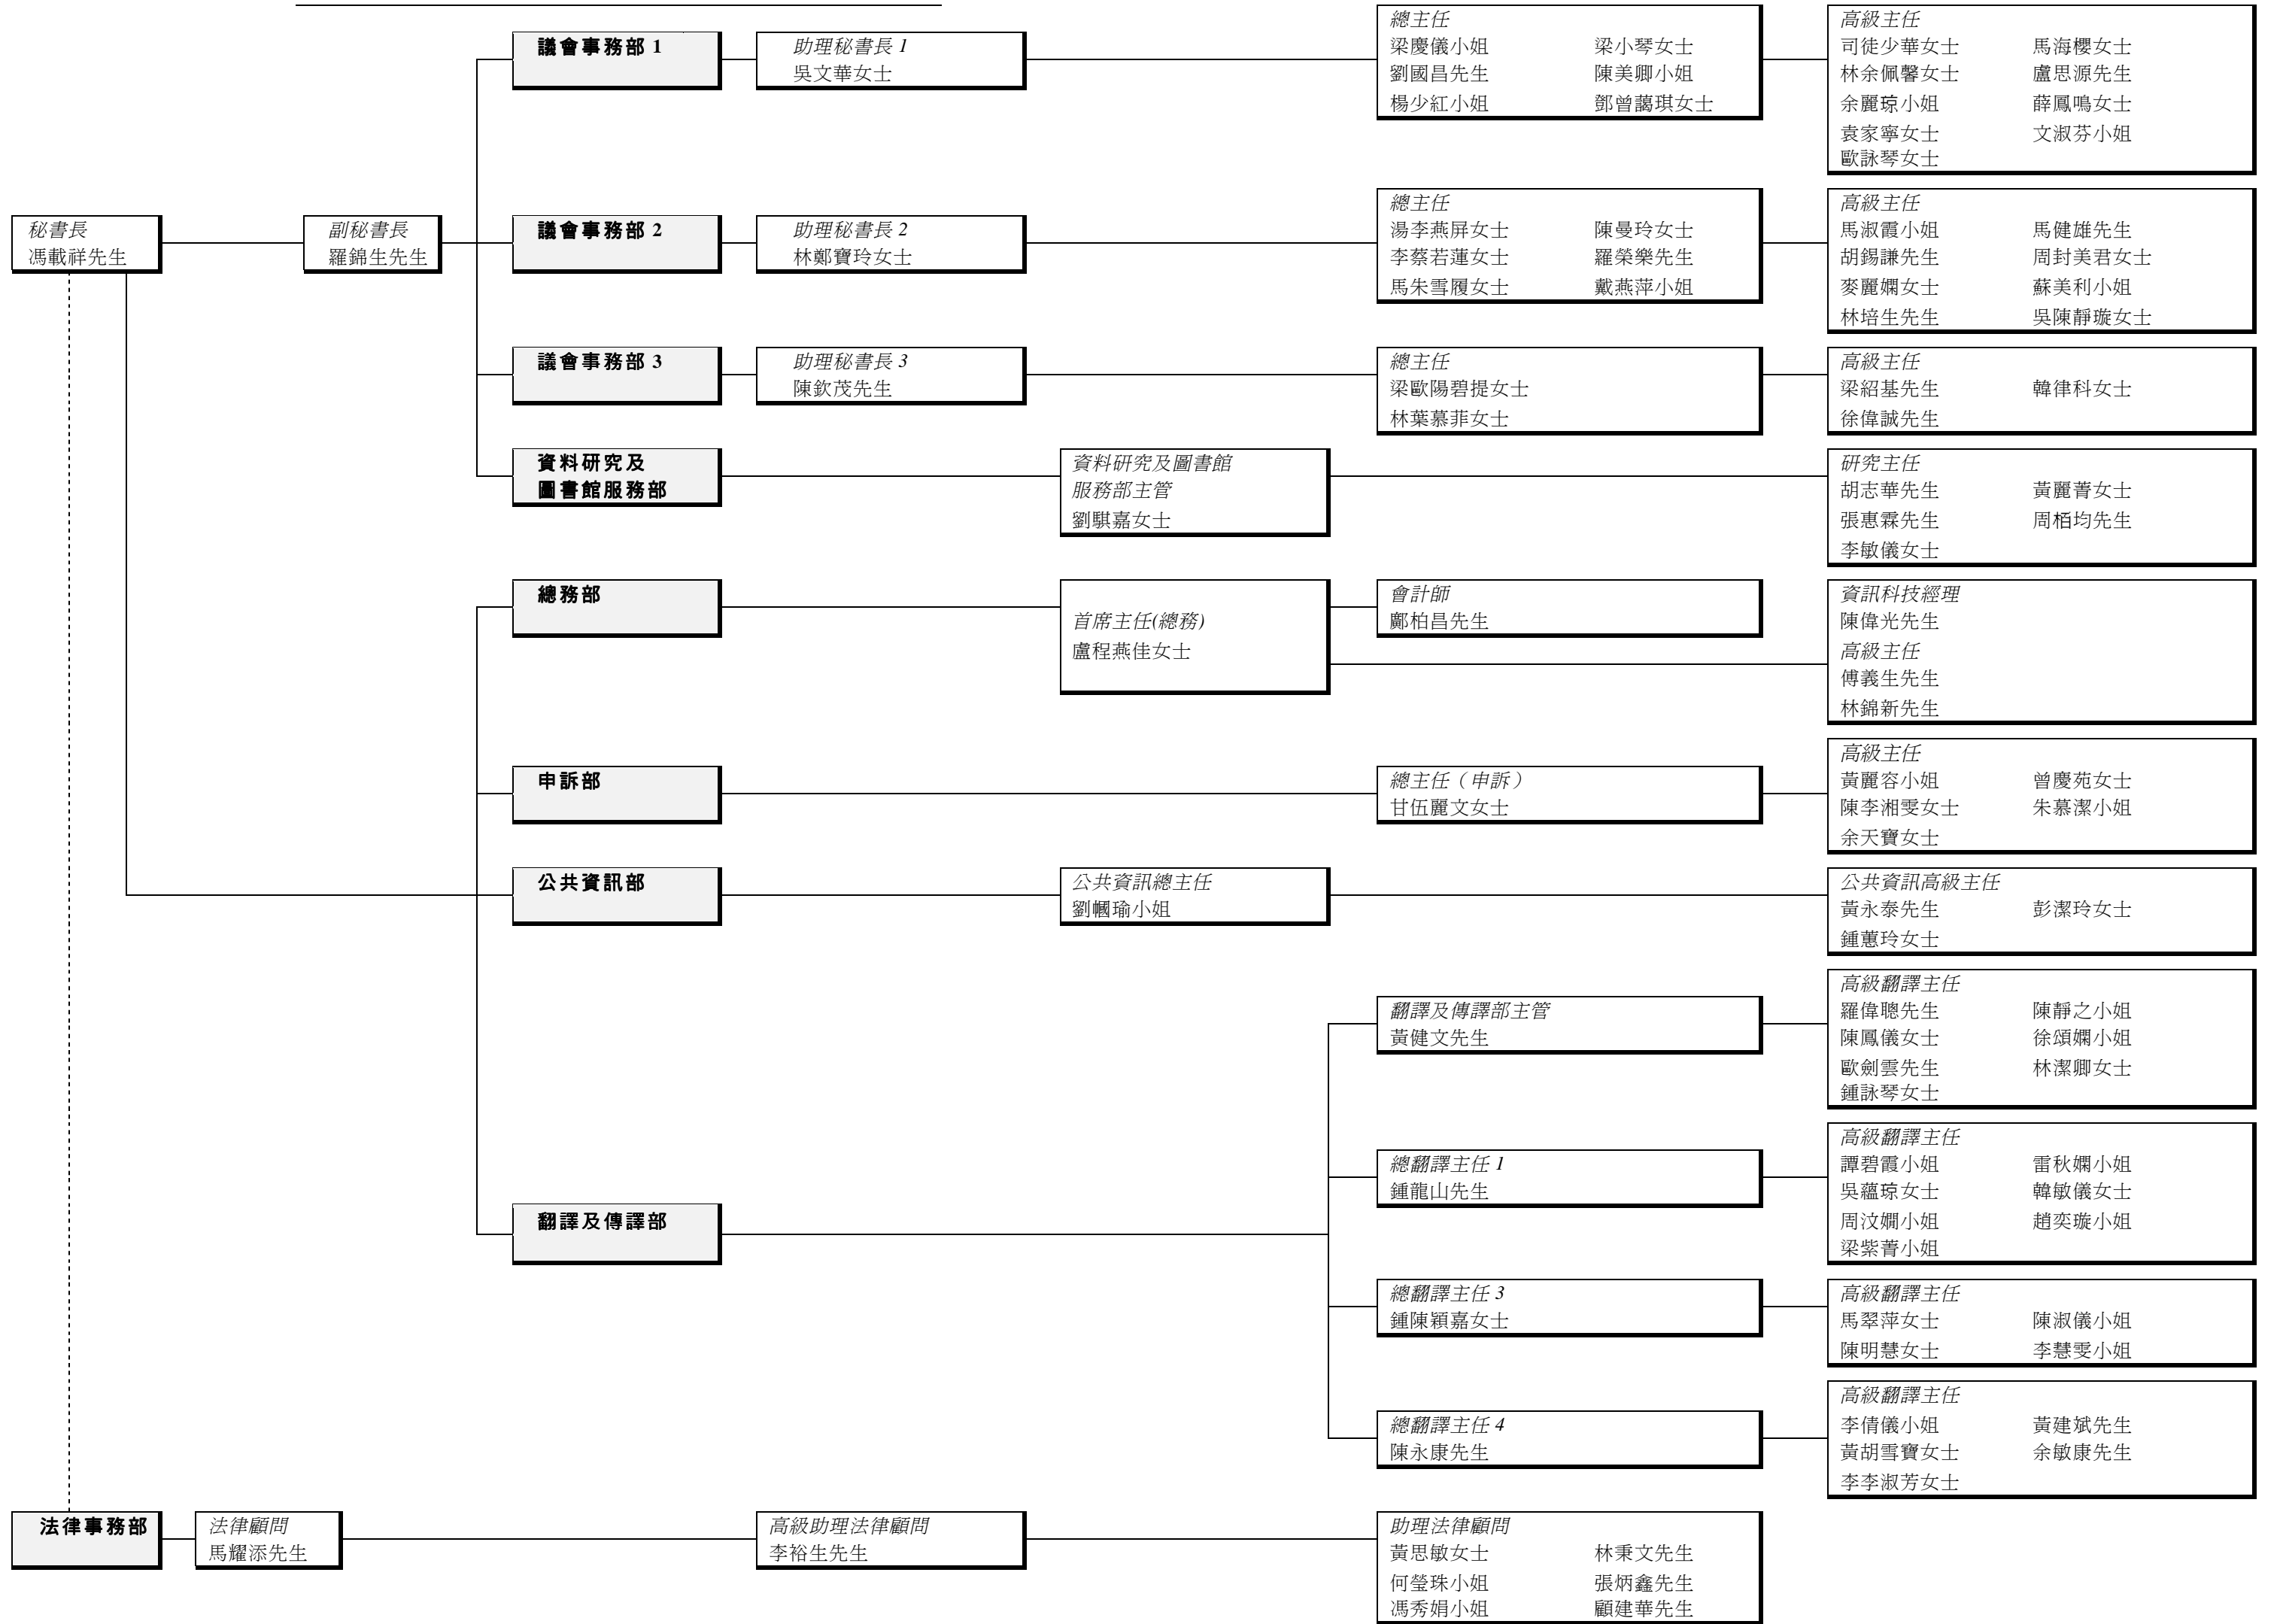 議會事務部 1
助理秘書長 1
吳文華女士
總主任
梁慶儀小姐 梁小琴女士
劉國昌先生 陳美卿小姐
楊少紅小姐 鄧曾藹琪女士
高級主任
司徒少華女士 馬海櫻女士
林余佩馨女士 盧思源先生
余麗琼小姐 薛鳳鳴女士
袁家寧女士 文淑芬小姐
歐詠琴女士
秘書長
馮載祥先生
副秘書長
羅錦生先生
議會事務部 2
助理秘書長 2
林鄭寶玲女士
總主任
湯李燕屏女士 陳曼玲女士
李蔡若蓮女士 羅榮樂先生
馬朱雪履女士 戴燕萍小姐
高級主任
馬淑霞小姐 馬健雄先生
胡錫謙先生 周封美君女士
麥麗嫻女士 蘇美利小姐
林培生先生 吳陳靜璇女士
議會事務部 3
助理秘書長 3
陳欽茂先生
總主任
梁歐陽碧提女士
林葉慕菲女士
高級主任
梁紹基先生 韓律科女士
徐偉誠先生
資料研究及
圖書館服務部
資料研究及圖書館
服務部主管
劉騏嘉女士
研究主任
胡志華先生 黃麗菁女士
張惠霖先生 周栢均先生
李敏儀女士
總務部
首席主任(總務)
盧程燕佳女士
會計師
鄺柏昌先生
資訊科技經理
陳偉光先生
高級主任
傅義生先生
林錦新先生
申訴部
總主任（申訴）
甘伍麗文女士
高級主任
黃麗容小姐 曾慶苑女士
陳李湘雯女士 朱慕潔小姐
余天寶女士
公共資訊部
公共資訊總主任
劉幗瑜小姐
公共資訊高級主任
黃永泰先生 彭潔玲女士
鍾蕙玲女士
翻譯及傳譯部
翻譯及傳譯部主管
黃健文先生
高級翻譯主任
羅偉聰先生 陳靜之小姐
陳鳳儀女士 徐頌嫻小姐
歐劍雲先生 林潔卿女士
鍾詠琴女士
總翻譯主任 1
鍾龍山先生
高級翻譯主任
譚碧霞小姐 雷秋嫻小姐
吳蘊琼女士 韓敏儀女士
周汶嫺小姐 趙奕璇小姐
梁紫菁小姐
總翻譯主任 3
鍾陳穎嘉女士
高級翻譯主任
馬翠萍女士 陳淑儀小姐
陳明慧女士 李慧雯小姐
總翻譯主任 4
陳永康先生
高級翻譯主任
李倩儀小姐 黃建斌先生
黃胡雪寶女士 余敏康先生
李李淑芳女士
法律事務部
法律顧問
馬耀添先生
高級助理法律顧問
李裕生先生
助理法律顧問
黃思敏女士 林秉文先生
何瑩珠小姐 張炳鑫先生
馮秀娟小姐 顧建華先生